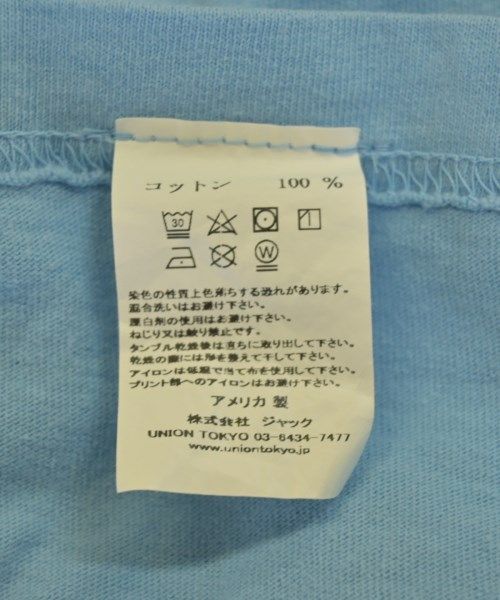 コットン 100 %
30
W
染色の性質上色落ちする恐れがあります。
混合洗いはお避け下さい。
漂白剤の使用はお避け下さい。
ねじり又は絞り禁止です。
タンブル乾燥後は直ちに取り出して下さい。
乾燥の際には形を整えて干して下さい。
アイロンは低温で当て布を使用して下さい。
プリント部へのアイロンはお避け下さい。
アメリカ 製
株式会社 ジャック
UNION TOKYO 03-6434-7477
www.uniontokyo.jp